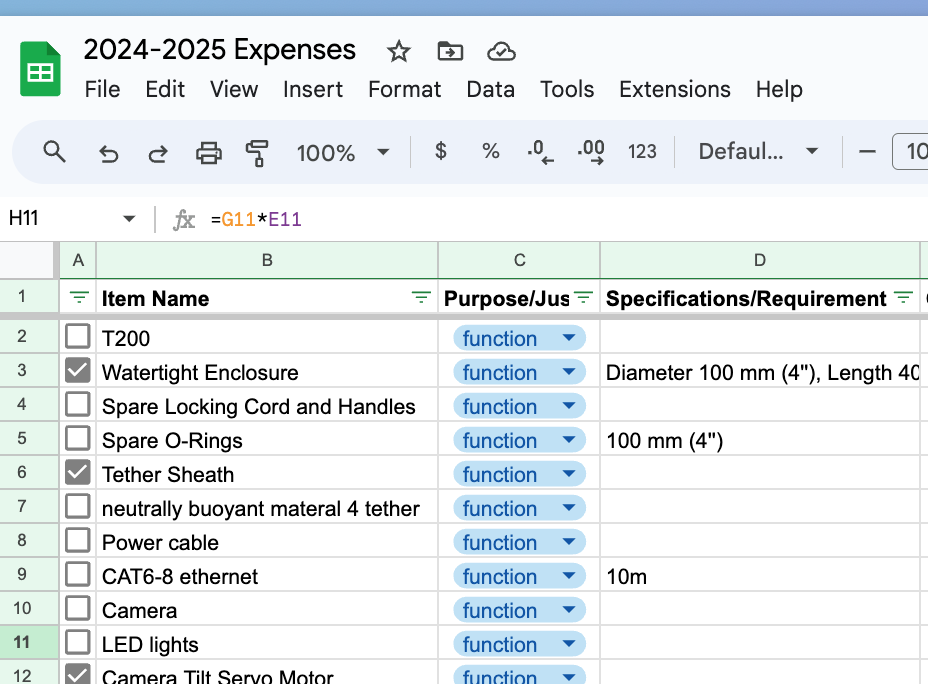 2024-2025 Expenses
File Edit View Insert Format Data Tools Extensions Help
100% $ % .0 .00 123 Defaul... 10
H11 fx =G11*E11
A B C D
1 Item Name Purpose/Jus Specifications/Requirement
2 T200 function
3 Watertight Enclosure function Diameter 100 mm (4"), Length 40
4 Spare Locking Cord and Handles function
5 Spare O-Rings function 100 mm (4")
6 Tether Sheath function
7 neutrally buoyant materal 4 tether function
8 Power cable function
9 CAT6-8 ethernet function 10m
10 Camera function
11 LED lights function
12 Camera Tilt Servo Motor function